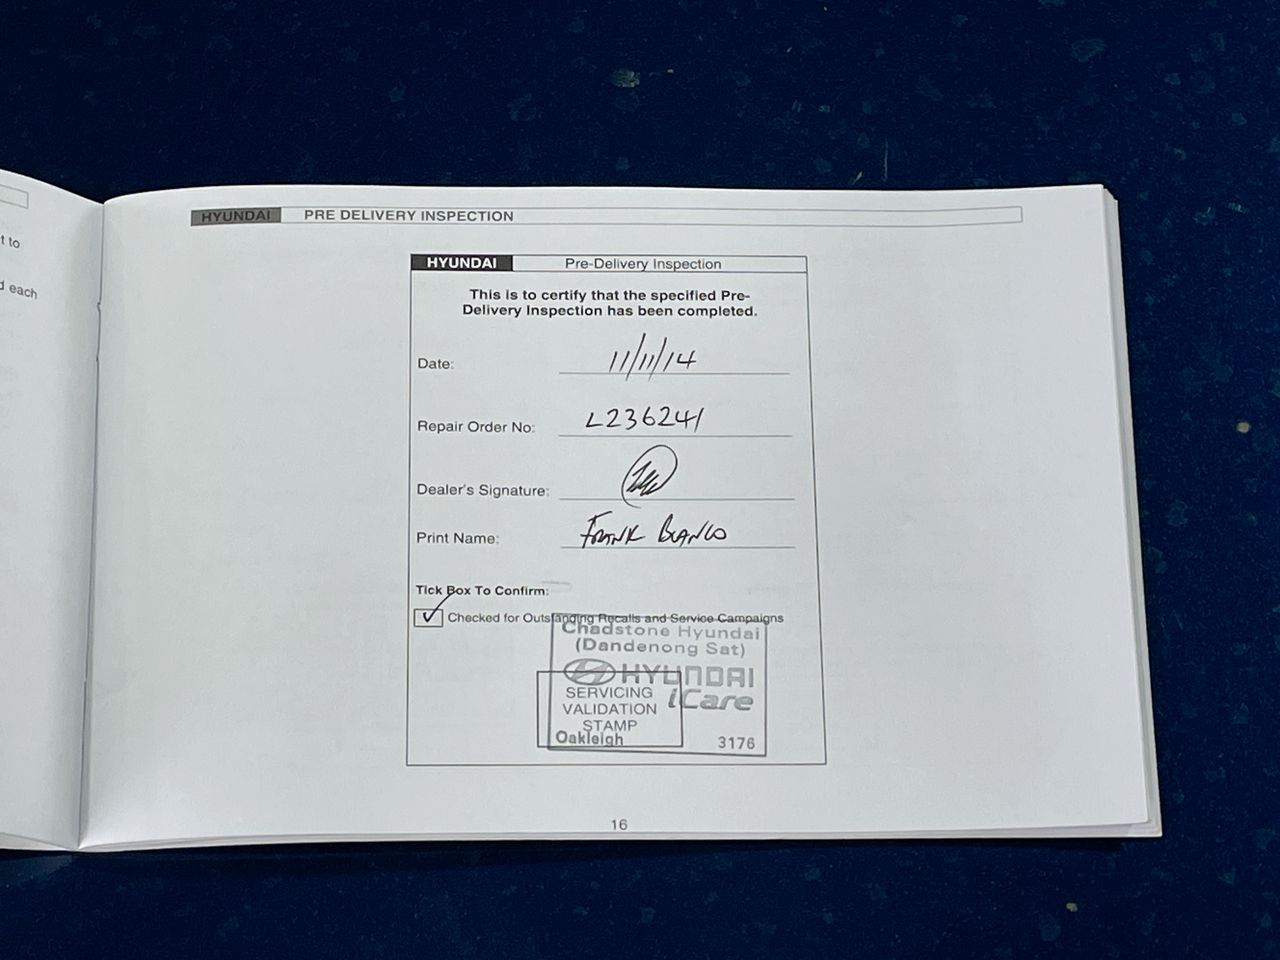 t to
d each
HYUNDAI PRE DELIVERY INSPECTION
HYUNDAI Pre-Delivery Inspection
This is to certify that the specified Pre-
Delivery Inspection has been completed.
Date: 11/11/14
Repair Order No: L236241
Dealer's Signature:
Print Name: FRANK BLANCO
Tick Box To Confirm:
Checked for Outstanding Recalls and Service Campaigns
Chadstone Hyundai
(Dandenong Sat)
HYUNDAI
iCare
SERVICING
VALIDATION
STAMP
Oakleigh 3176
16